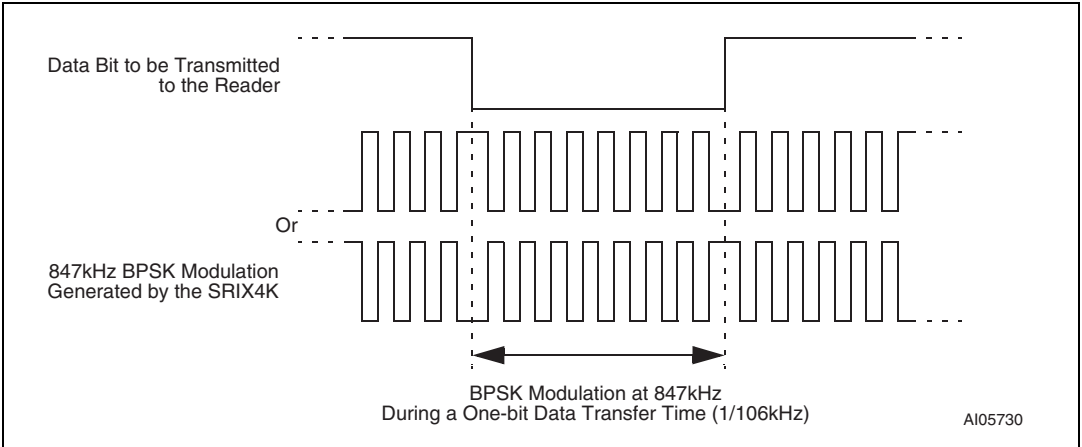 Data Bit to be Transmitted
to the Reader
Or
847kHz BPSK Modulation
Generated by the SRIX4K
BPSK Modulation at 847kHz
During a One-bit Data Transfer Time (1/106kHz)
AI05730